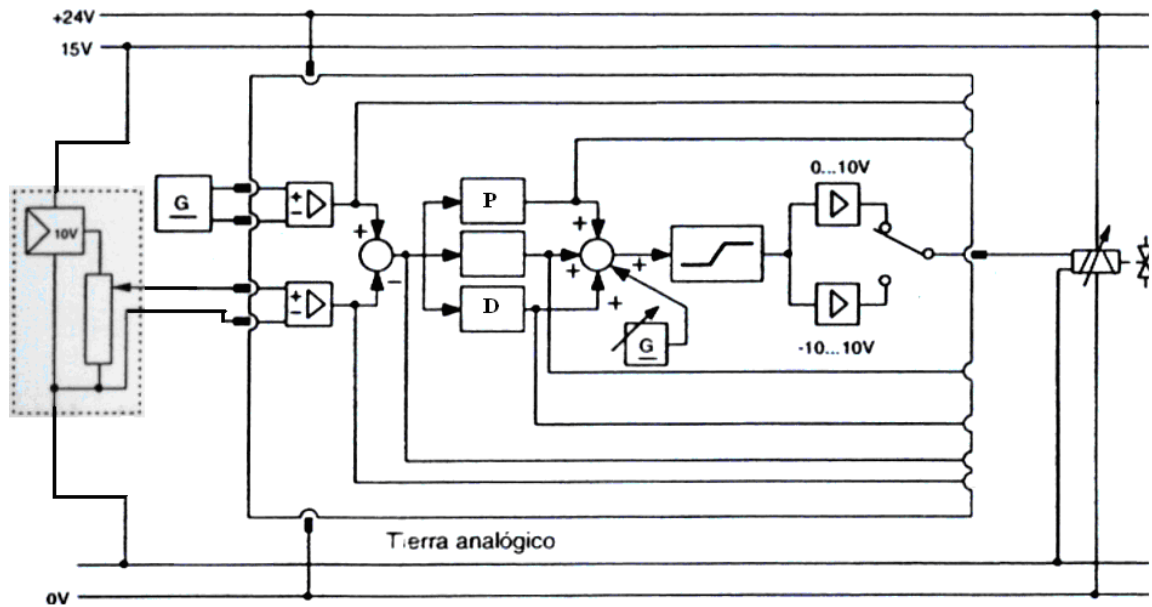 +24V
15V
0...10V
G
+
−
P
10V
+
+
−
+
+
+
−
D
+
G
-10...10V
Tierra analógico
0V